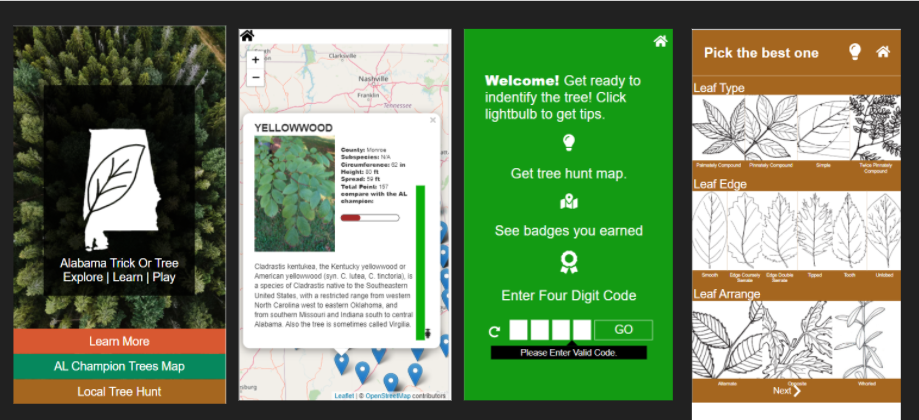 Alabama Trick Or Tree
Explore | Learn | Play
Learn More
AL Champion Trees Map
Local Tree Hunt
+
−
Clarksville
Nashville
Franklin
Tennessee
×
YELLOWWOOD
County: Monroe
Subspecies: N/A
Circumference: 62 in
Height: 60 ft
Spread: 59 ft
Total Point: 157
compare with the AL
champion:
Cladrastis kentukea, the Kentucky yellowwood or
American yellowwood (syn. C. lutea, C. tinctoria), is
a species of Cladrastis native to the Southeastern
United States, with a restricted range from western
North Carolina west to eastern Oklahoma, and
from southern Missouri and Indiana south to central
Alabama. Also the tree is sometimes called Virgilia.
sburg
Leaflet | © OpenStreetMap contributors
Welcome! Get ready to
indentify the tree! Click
lightbulb to get tips.
Get tree hunt map.
See badges you earned
Enter Four Digit Code
GO
Please Enter Valid Code.
Pick the best one
Leaf Type
Palmately Compound Pinnately Compound Simple Twice Pinnately
Compound
Leaf Edge
Smooth Edge Coarsely Serrate Edge Double Serrate Tipped Tooth Unlobed
Leaf Arrange
Alternate Opposite Whorled
Next